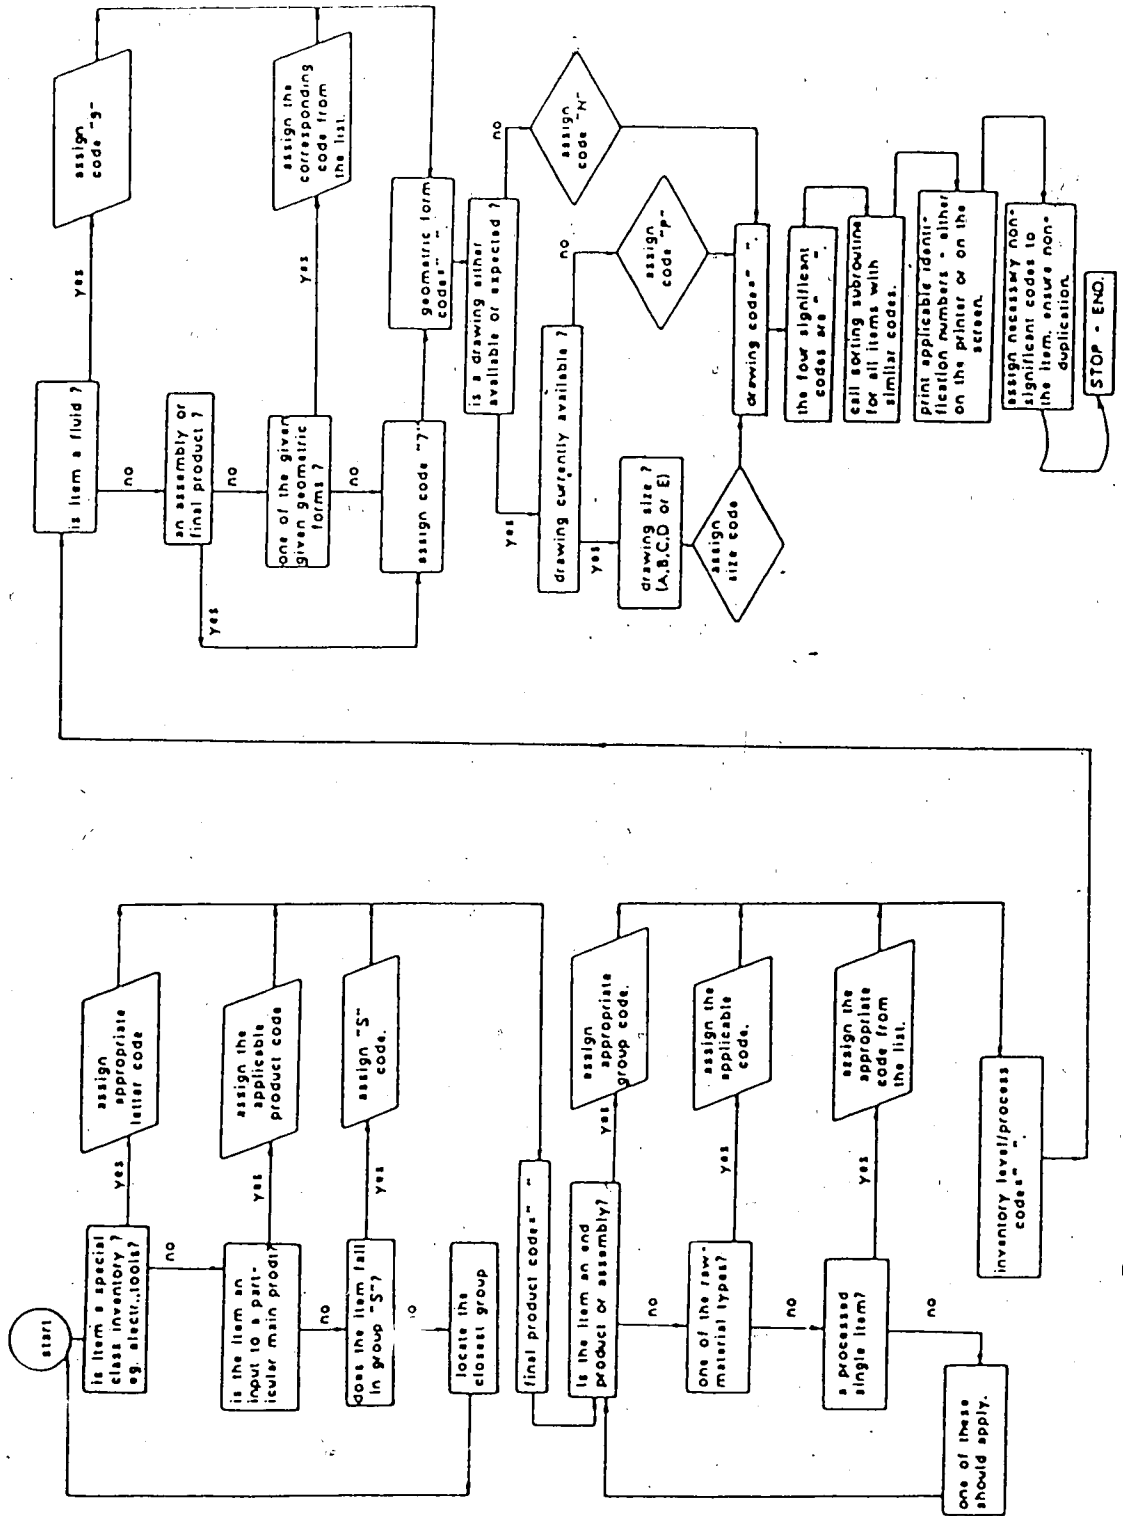 start
is item a special
class inventory ?
eg. electr.,tools?
yes
assign
appropriate
letter code
no
is the item an
input to a part-
icular main prod?
yes
assign the
applicable
product code
no
does the item fall
in group "S"?
yes
assign "S"
code.
locate the
closest group
final product code=" "
is the item an end
product or assembly?
yes
assign
appropriate
group code.
no
one of the raw-
material types?
yes
assign the
applicable
code.
no
a processed
single item?
yes
assign the
appropriate
code from
the list.
no
one of these
should apply.
inventory level/process
code=" ".
is item a fluid ?
yes
assign
code "9"
no
an assembly or
final product ?
yes
no
one of the given
given geometric
forms ?
yes
assign the
corresponding
code from
the list.
no
assign code "7"
geometric form
code=" "
is a drawing either
available or expected ?
no
assign
code "N"
yes
drawing currently available ?
no
assign
code "P"
yes
drawing size ?
(A,B,C,D or E)
assign
size code
drawing code=" ".
the four significant
codes are " ".
call sorting subroutine
for all items with
similar codes.
print applicable identi-
fication numbers - either
on the printer or on the
screen.
assign necessary non-
significant codes to
the item. ensure non-
duplication.
STOP - END.